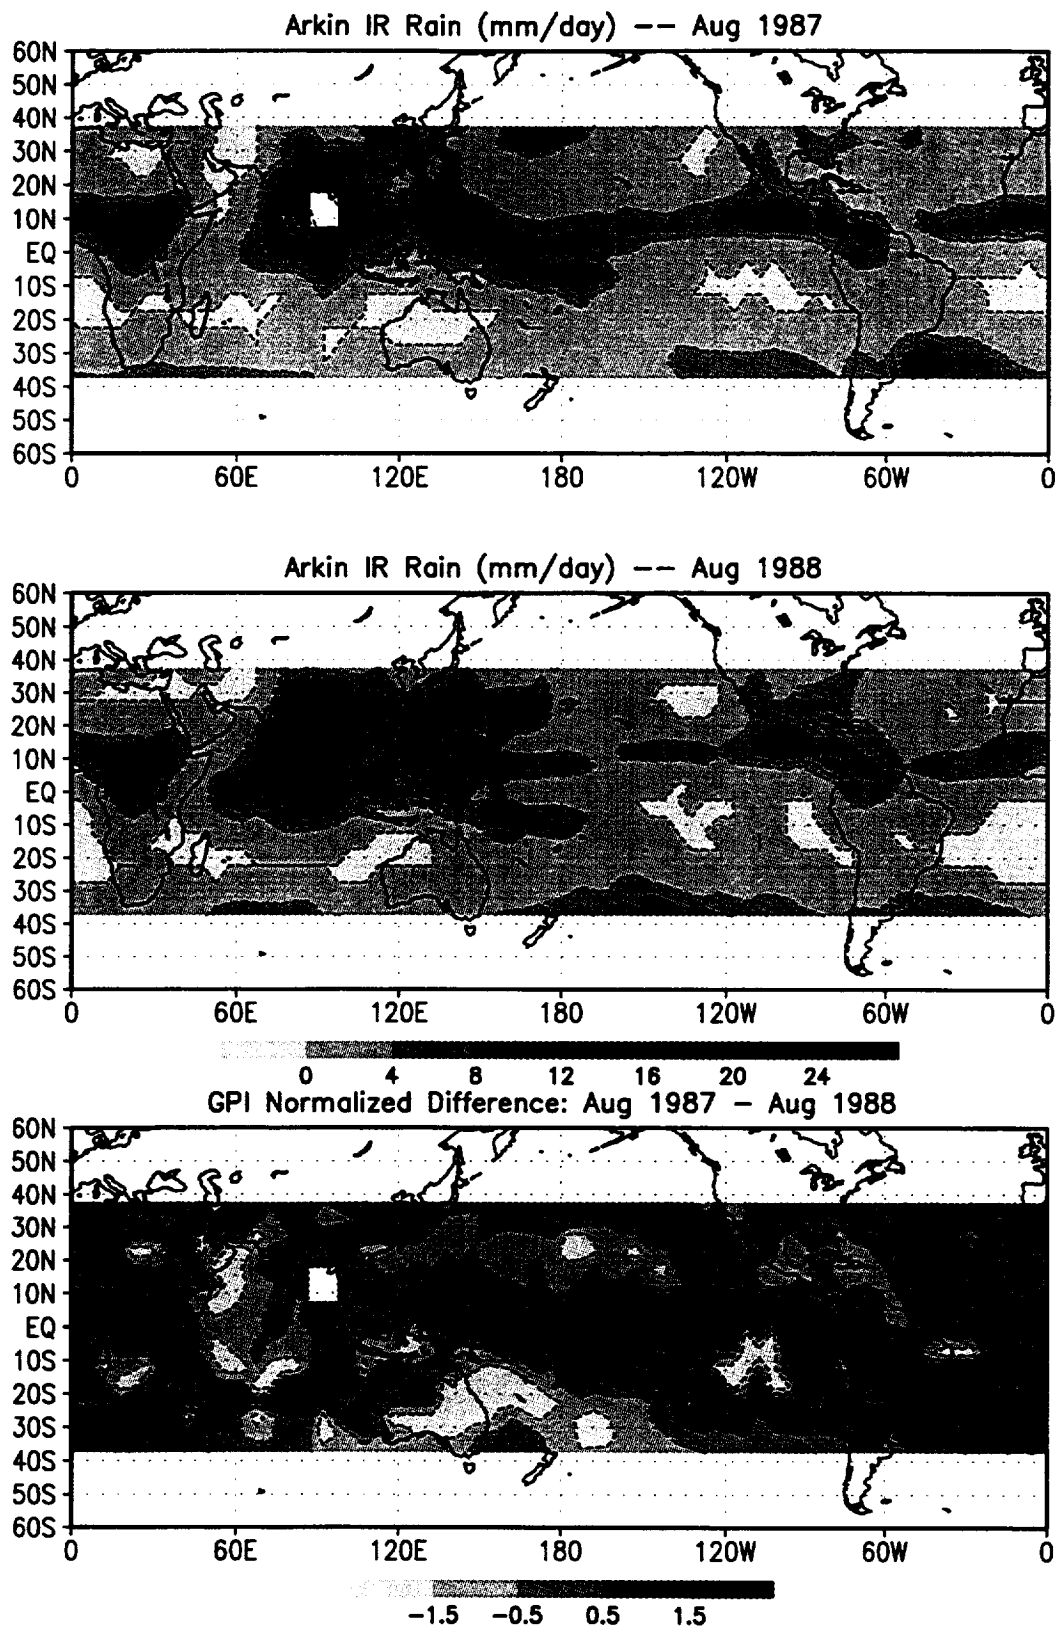 Arkin IR Rain (mm/day) -- Aug 1987
60N
50N
40N
30N
20N
10N
EQ
10S
20S
30S
40S
50S
60S
0 60E 120E 180 120W 60W 0
Arkin IR Rain (mm/day) -- Aug 1988
60N
50N
40N
30N
20N
10N
EQ
10S
20S
30S
40S
50S
60S
0 60E 120E 180 120W 60W 0
0 4 8 12 16 20 24
GPI Normalized Difference: Aug 1987 - Aug 1988
60N
50N
40N
30N
20N
10N
EQ
10S
20S
30S
40S
50S
60S
0 60E 120E 180 120W 60W 0
-1.5 -0.5 0.5 1.5